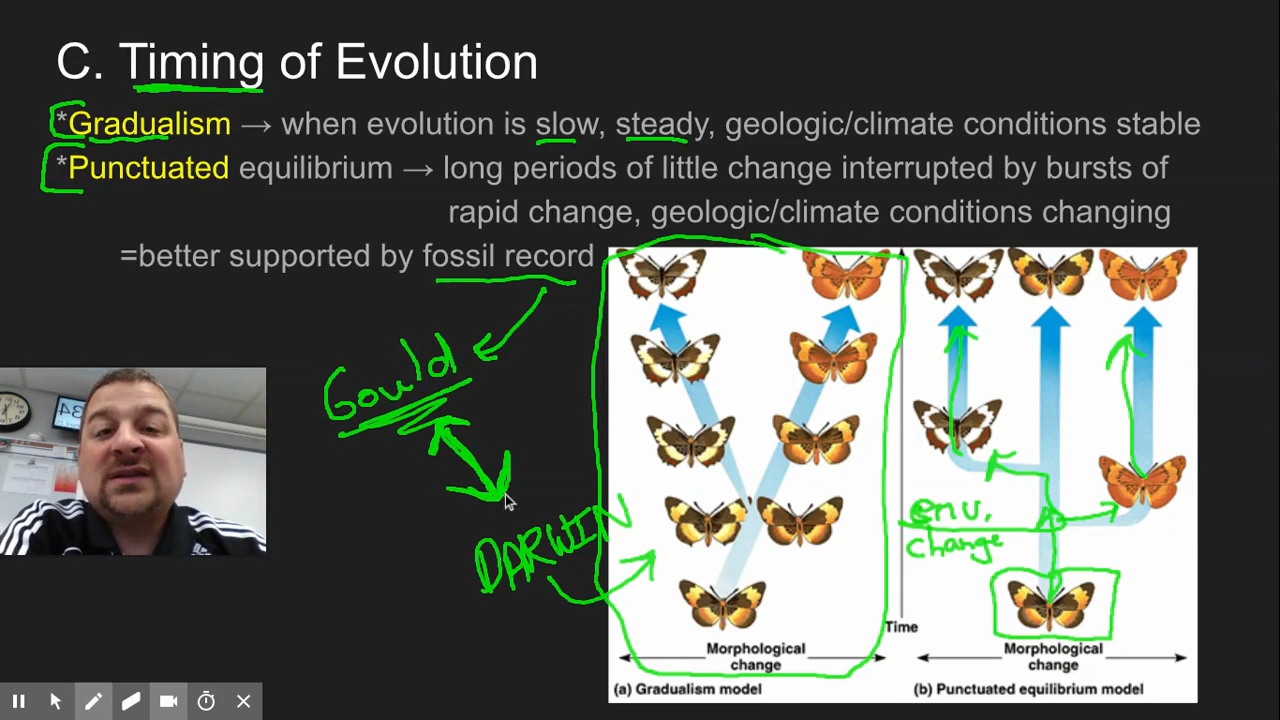 C. Timing of Evolution
*Gradualism → when evolution is slow, steady, geologic/climate conditions stable
*Punctuated equilibrium → long periods of little change interrupted by bursts of
rapid change, geologic/climate conditions changing
=better supported by fossil record
Gould
DARWIN
env.
change
Time
Morphological
change
(a) Gradualism model
Morphological
change
(b) Punctuated equilibrium model